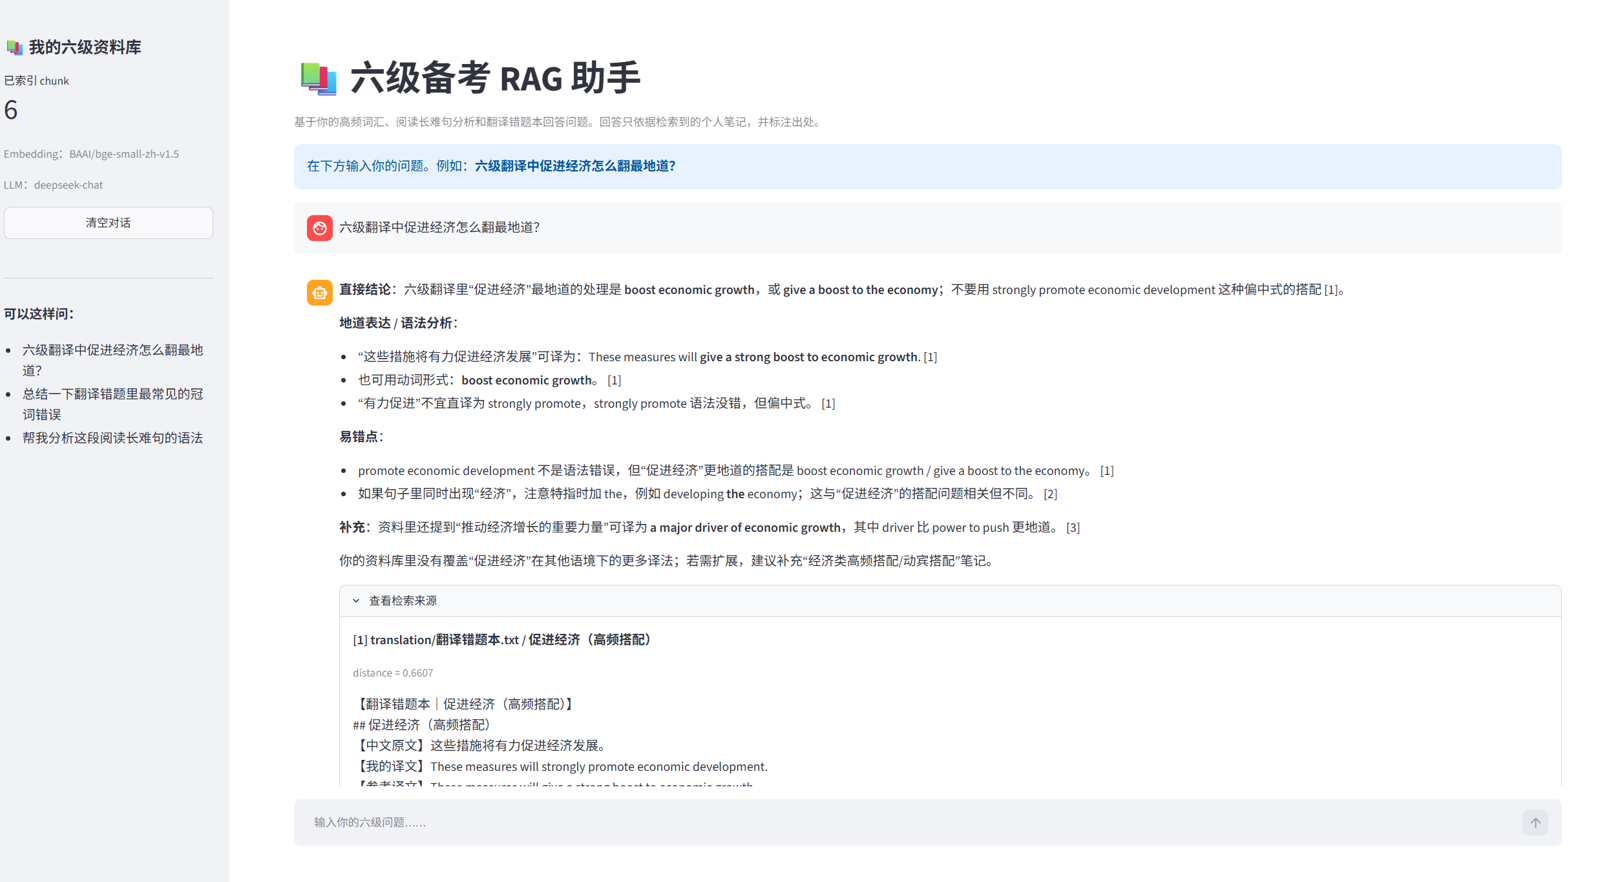 我的六级资料库
已索引 chunk
6
Embedding：BAAI/bge-small-zh-v1.5
LLM：deepseek-chat
清空对话
可以这样问：
六级翻译中促进经济怎么翻最地
道？
总结一下翻译错题里最常见的冠
词错误
帮我分析这段阅读长难句的语法
六级备考 RAG 助手
基于你的高频词汇、阅读长难句分析和翻译错题本回答问题。回答只依据检索到的个人笔记，并标注出处。
在下方输入你的问题。例如：六级翻译中促进经济怎么翻最地道？
六级翻译中促进经济怎么翻最地道？
直接结论：六级翻译里“促进经济”最地道的处理是 boost economic growth，或 give a boost to the economy；不要用 strongly promote economic development 这种偏中式的搭配 [1]。
地道表达 / 语法分析：
“这些措施将有力促进经济发展”可译为：These measures will give a strong boost to economic growth. [1]
也可用动词形式：boost economic growth。 [1]
“有力促进”不宜直译为 strongly promote，strongly promote 语法没错，但偏中式。 [1]
易错点：
promote economic development 不是语法错误，但“促进经济”更地道的搭配是 boost economic growth / give a boost to the economy。 [1]
如果句子里同时出现“经济”，注意特指时加 the，例如 developing the economy；这与“促进经济”的搭配问题相关但不同。 [2]
补充：资料里还提到“推动经济增长的重要力量”可译为 a major driver of economic growth，其中 driver 比 power to push 更地道。 [3]
你的资料库里没有覆盖“促进经济”在其他语境下的更多译法；若需扩展，建议补充“经济类高频搭配/动宾搭配”笔记。
查看检索来源
[1] translation/翻译错题本.txt / 促进经济（高频搭配）
distance = 0.6607
【翻译错题本｜促进经济（高频搭配）】
## 促进经济（高频搭配）
【中文原文】这些措施将有力促进经济发展。
【我的译文】These measures will strongly promote economic development.
【参考译文】These measures will give a strong boost to economic growth.
输入你的六级问题……